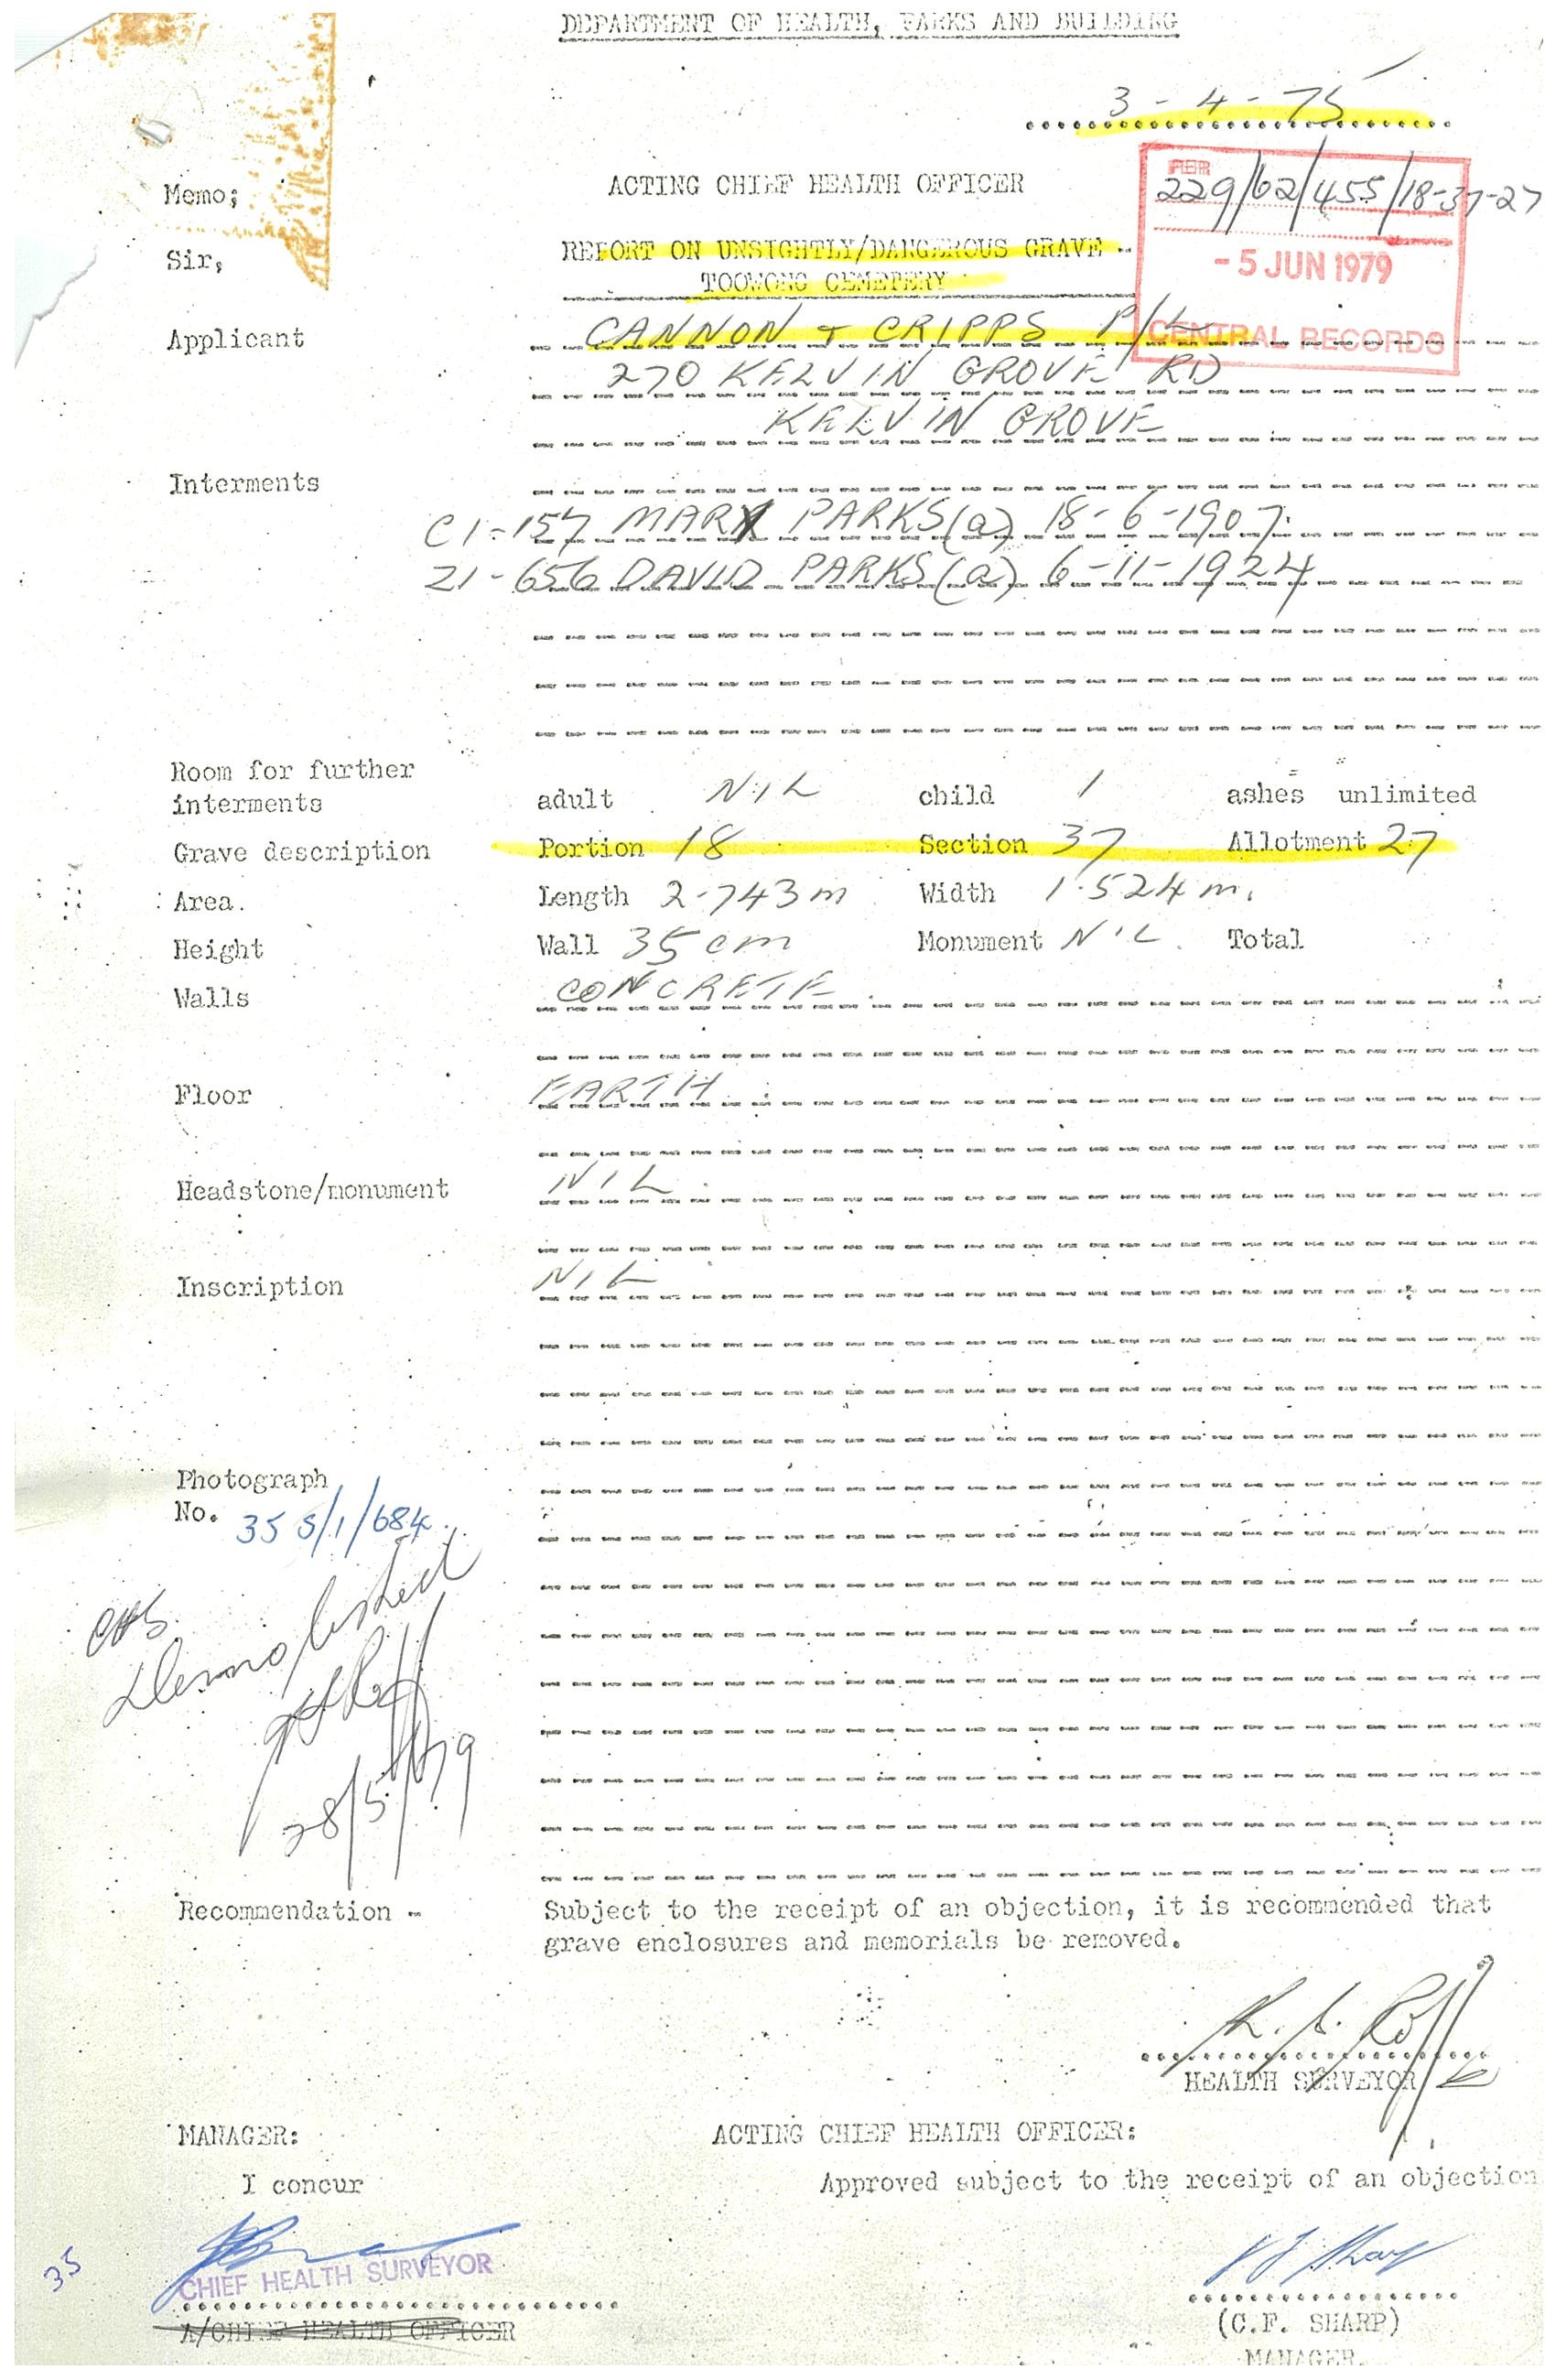 DEPARTMENT OF HEALTH, PARKS AND BUILDING
3 - 4 - 75
Memo; ACTING CHIEF HEALTH OFFICER
229/62/455/18-37-27
Sir, REPORT ON UNSIGHTLY/DANGEROUS GRAVE -
TOOWONG CEMETERY
- 5 JUN 1979
CENTRAL RECORDS
Applicant CANNON + CRIPPS P/L
270 KELVIN GROVE RD
KELVIN GROVE
Interments
C1-157 MARY PARKS (a) 18-6-1907.
21-656 DAVID PARKS (a) 6-11-1924
Room for further
interments adult NIL child 1 ashes unlimited
Grave description Portion 18 Section 37 Allotment 27
Area. Length 2.743m Width 1.524m.
Height Wall 35cm Monument NIL. Total
Walls CONCRETE.
Floor EARTH
Headstone/monument NIL.
Inscription NIL
Photograph
No. 35 S/1/684.
CHS
Demolished
28/5/79
Recommendation - Subject to the receipt of an objection, it is recommended that
grave enclosures and memorials be removed.
HEALTH SURVEYOR
MANAGER: ACTING CHIEF HEALTH OFFICER:
I concur Approved subject to the receipt of an objection
35
CHIEF HEALTH SURVEYOR
A/CHIEF HEALTH OFFICER
(C.F. SHARP)
MANAGER.